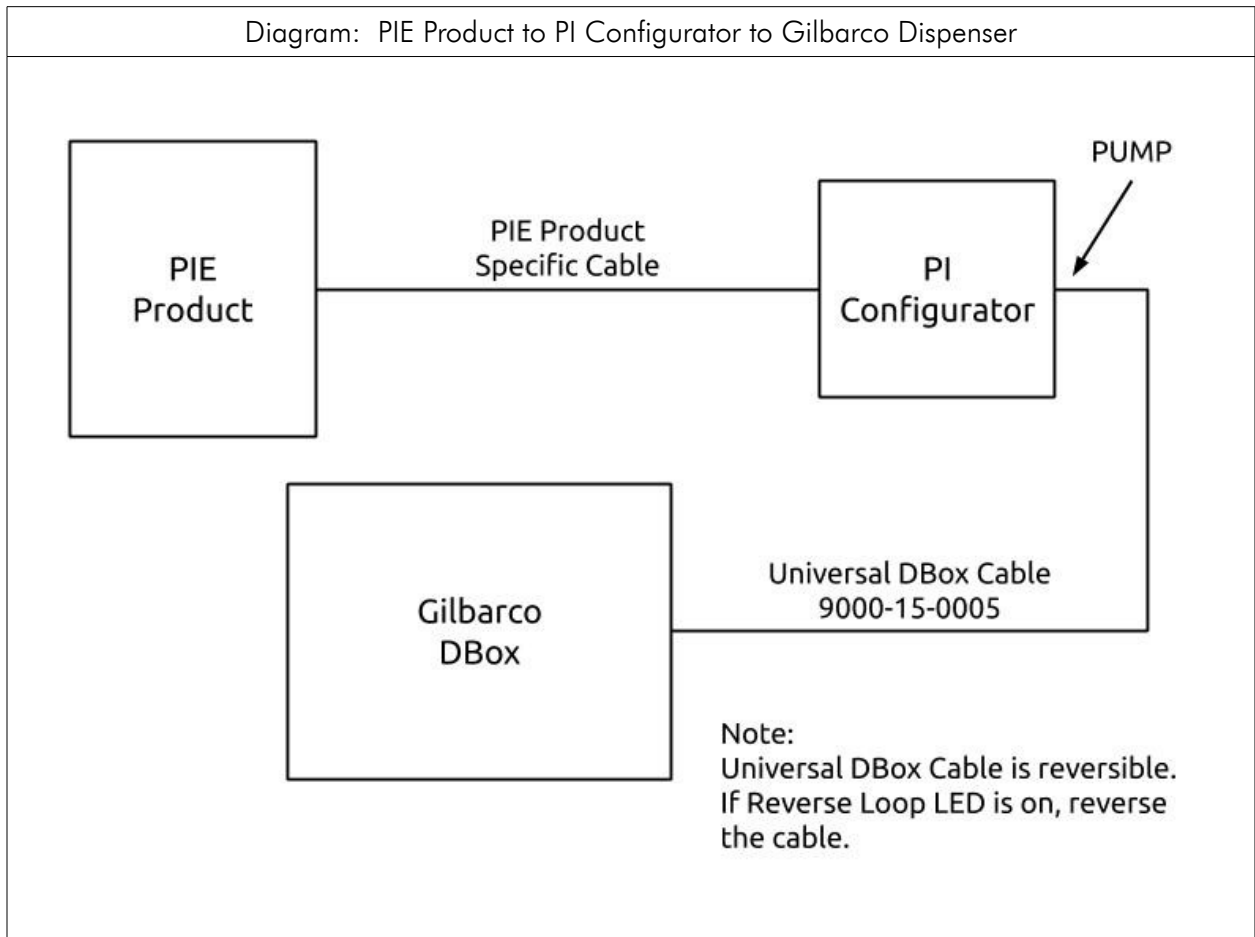 Diagram: PIE Product to PI Configurator to Gilbarco Dispenser
PUMP
PIE
Product
PIE Product
Specific Cable
PI
Configurator
Gilbarco
DBox
Universal DBox Cable
9000-15-0005
Note:
Universal DBox Cable is reversible.
If Reverse Loop LED is on, reverse
the cable.